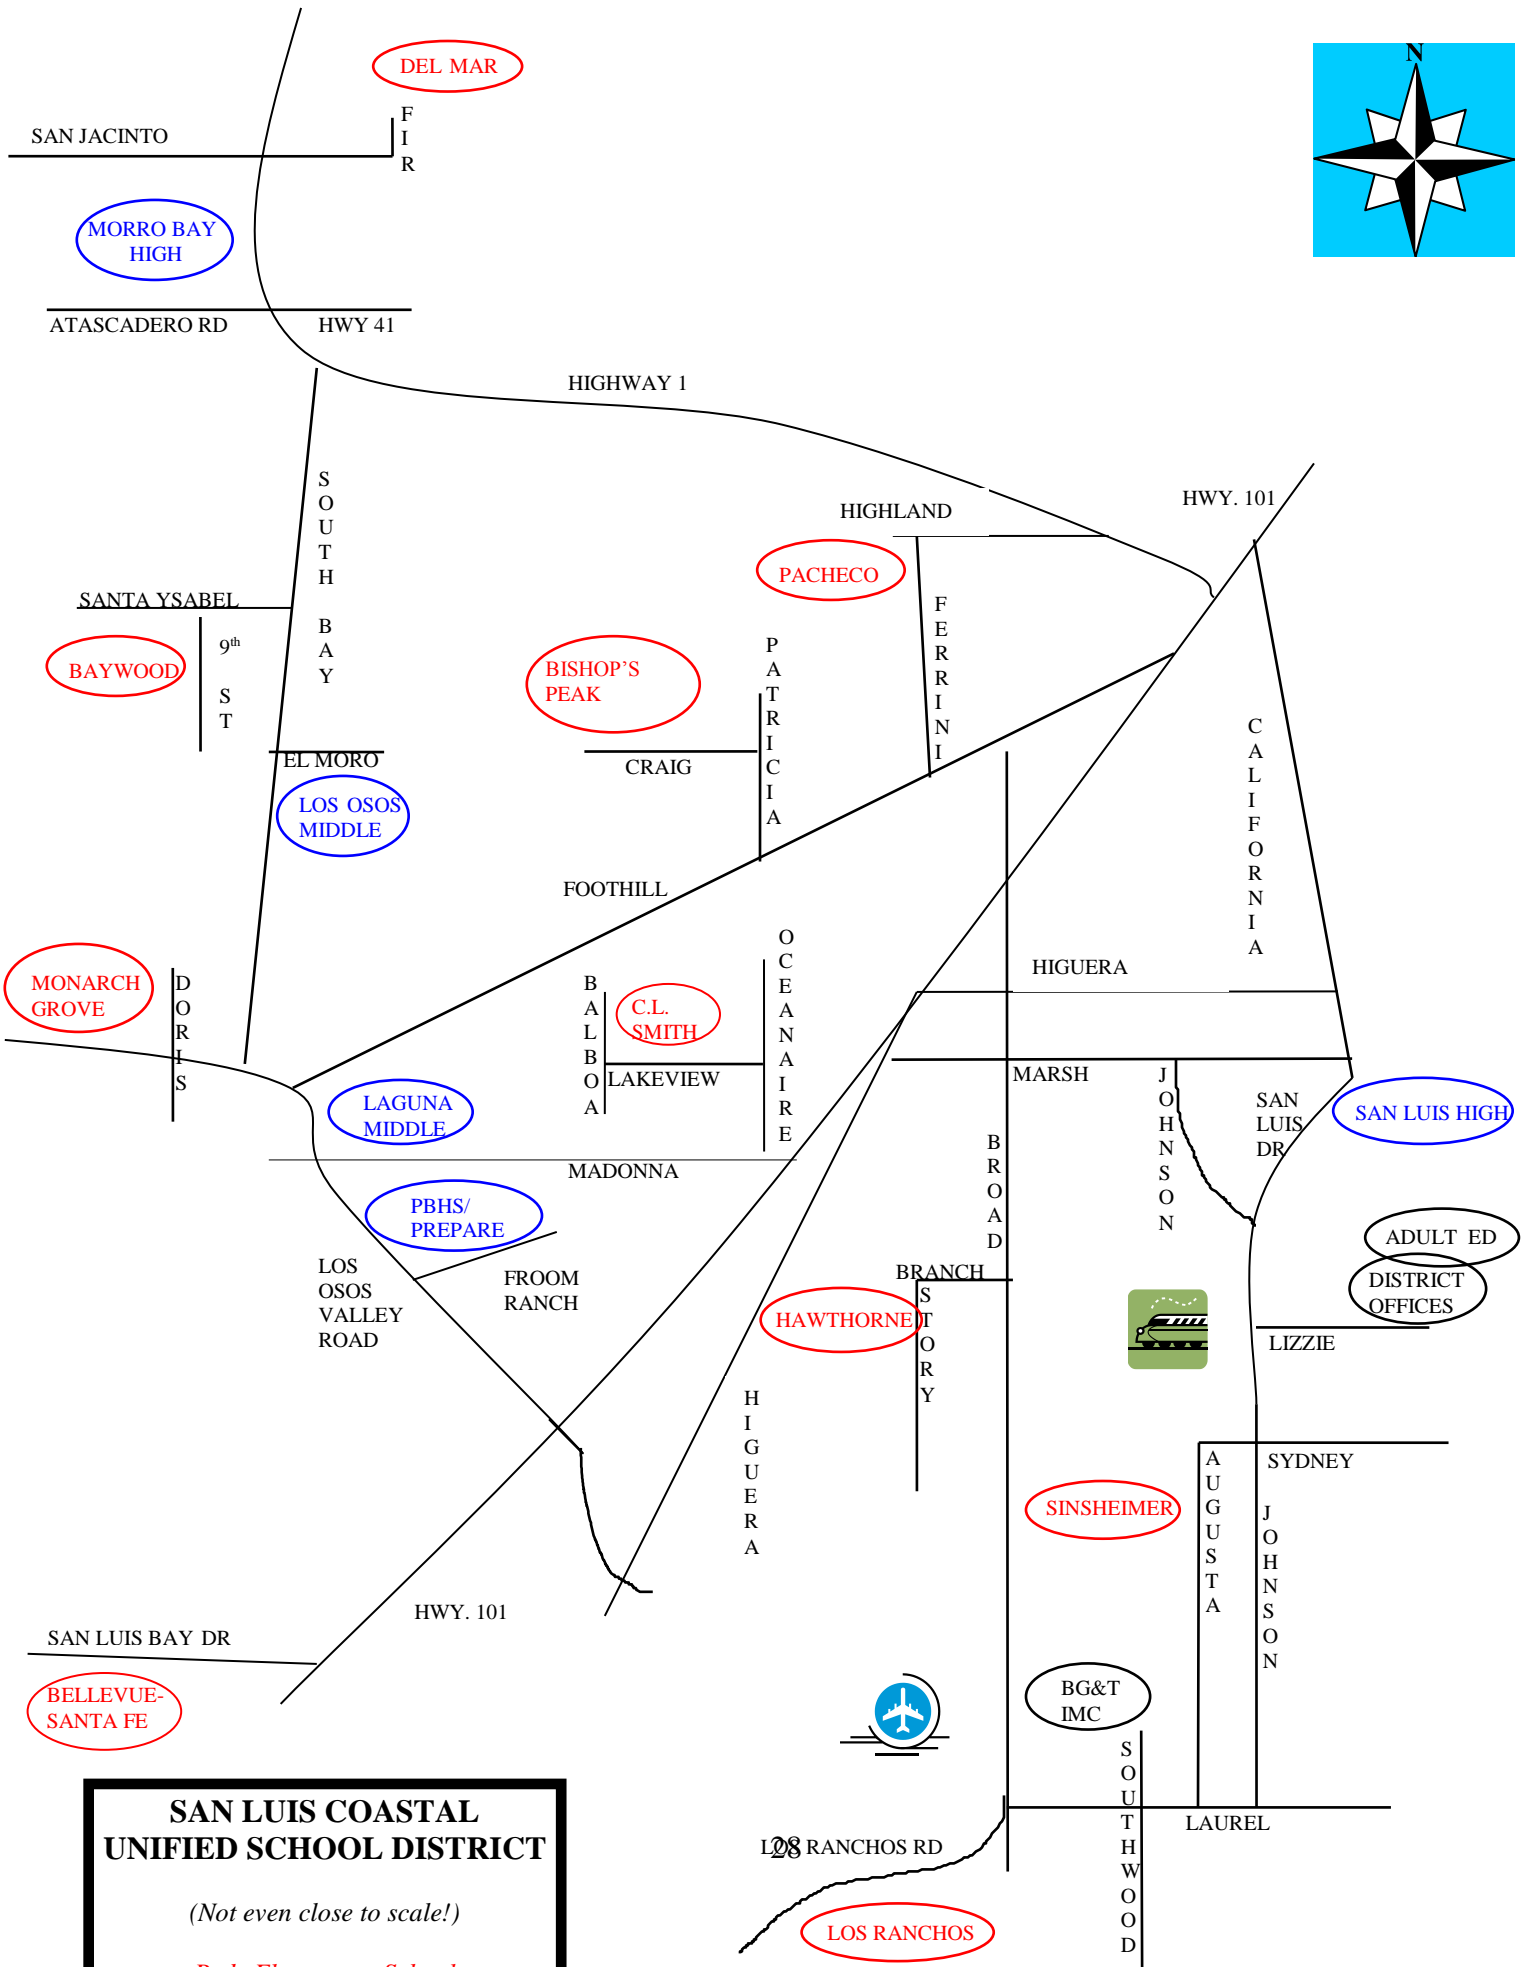 DEL MAR
N
FIR
SAN JACINTO
MORRO BAY
HIGH
ATASCADERO RD
HWY 41
HIGHWAY 1
SOUTH BAY
HIGHLAND
HWY. 101
PACHECO
SANTA YSABEL
9th
ST
BAYWOOD
BISHOP'S
PEAK
PATRICIA
FERRINI
CALIFORNIA
EL MORO
CRAIG
LOS OSOS
MIDDLE
FOOTHILL
OCEANAIRE
HIGUERA
MONARCH
GROVE
DORIS
BALBOA
C.L.
SMITH
LAKEVIEW
MARSH
JOHNSON
SAN
LUIS
DR
SAN LUIS HIGH
LAGUNA
MIDDLE
MADONNA
BROAD
PBHS/
PREPARE
ADULT ED
DISTRICT
OFFICES
LOS
OSOS
VALLEY
ROAD
FROOM
RANCH
BRANCH
STORY
HAWTHORNE
LIZZIE
HIGUERA
AUGUSTA
SYDNEY
SINSHEIMER
JOHNSON
HWY. 101
SAN LUIS BAY DR
BELLEVUE-
SANTA FE
BG&T
IMC
SOUTHWOOD
LAUREL
SAN LUIS COASTAL
UNIFIED SCHOOL DISTRICT
28
LOS RANCHOS RD
(Not even close to scale!)
LOS RANCHOS